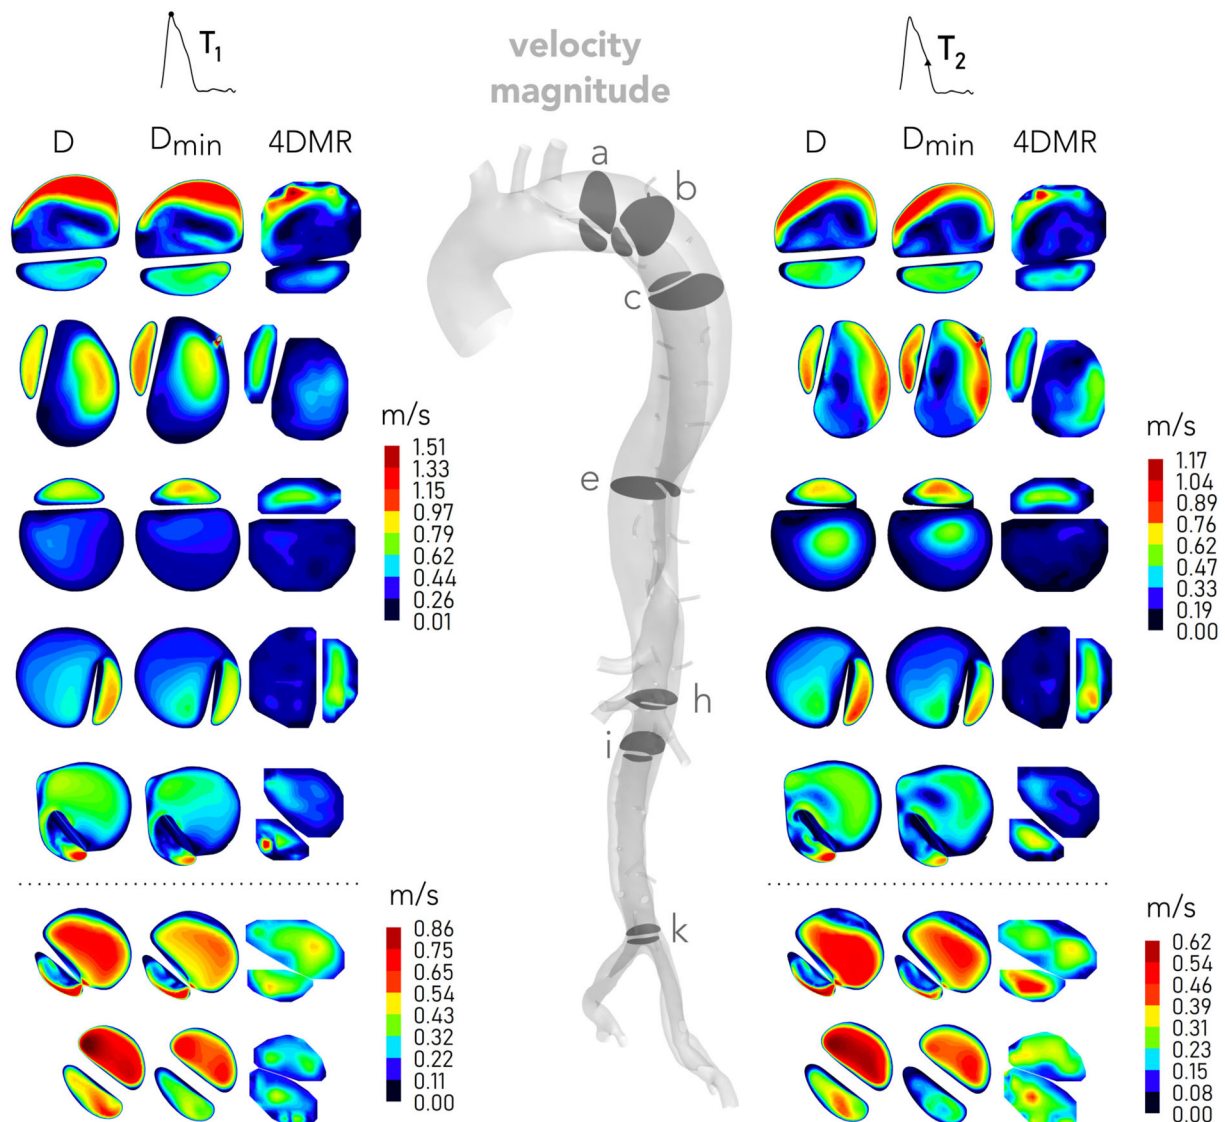 T1
velocity
magnitude
T2
D Dmin 4DMR
D Dmin 4DMR
a
b
c
e
h
i
k
m/s
1.51
1.33
1.15
0.97
0.79
0.62
0.44
0.26
0.01
m/s
1.17
1.04
0.89
0.76
0.62
0.47
0.33
0.19
0.00
m/s
0.86
0.75
0.65
0.54
0.43
0.32
0.22
0.11
0.00
m/s
0.62
0.54
0.46
0.39
0.31
0.23
0.15
0.08
0.00